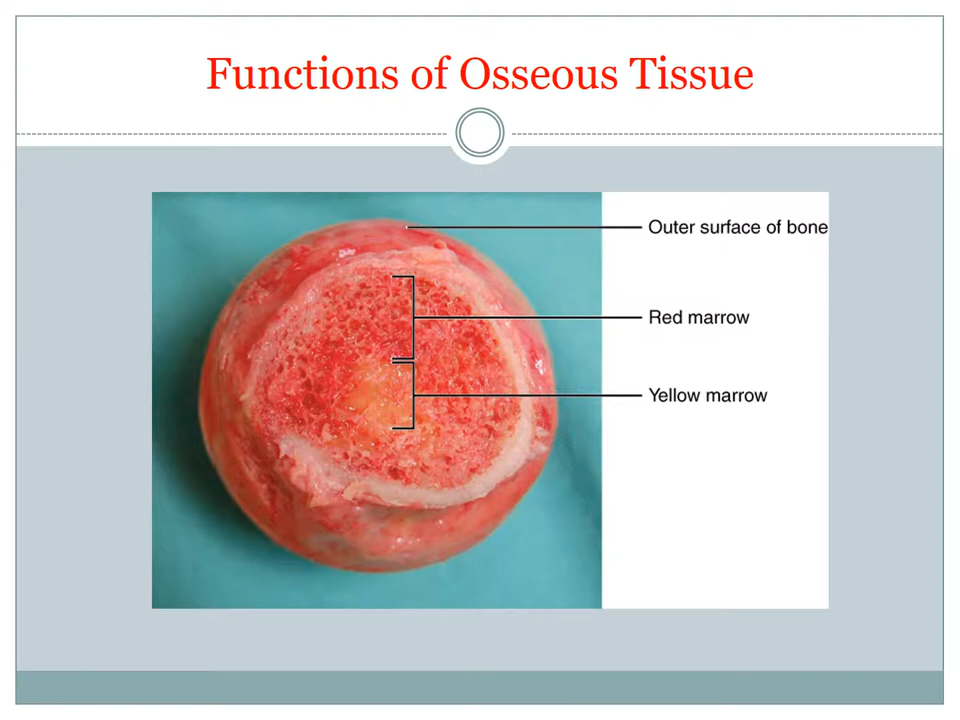 Functions of Osseous Tissue
Outer surface of bone
Red marrow
Yellow marrow